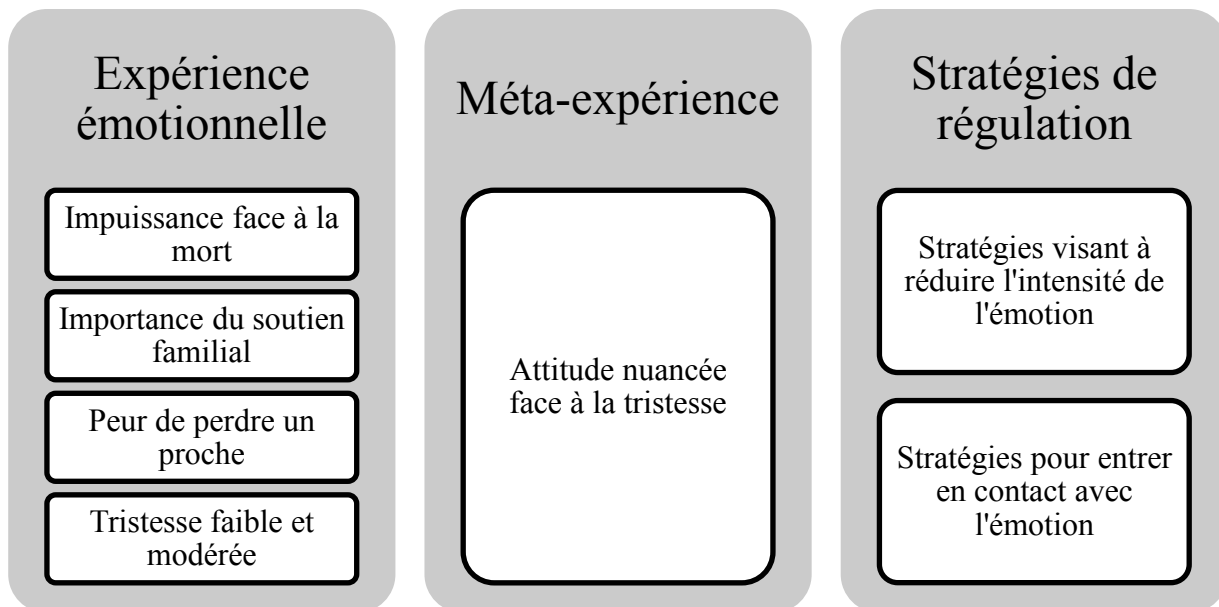 Expérience
émotionnelle
Impuissance face à la
mort
Importance du soutien
familial
Peur de perdre un
proche
Tristesse faible et
modérée
Méta-expérience
Attitude nuancée
face à la tristesse
Stratégies de
régulation
Stratégies visant à
réduire l'intensité de
l'émotion
Stratégies pour entrer
en contact avec
l'émotion